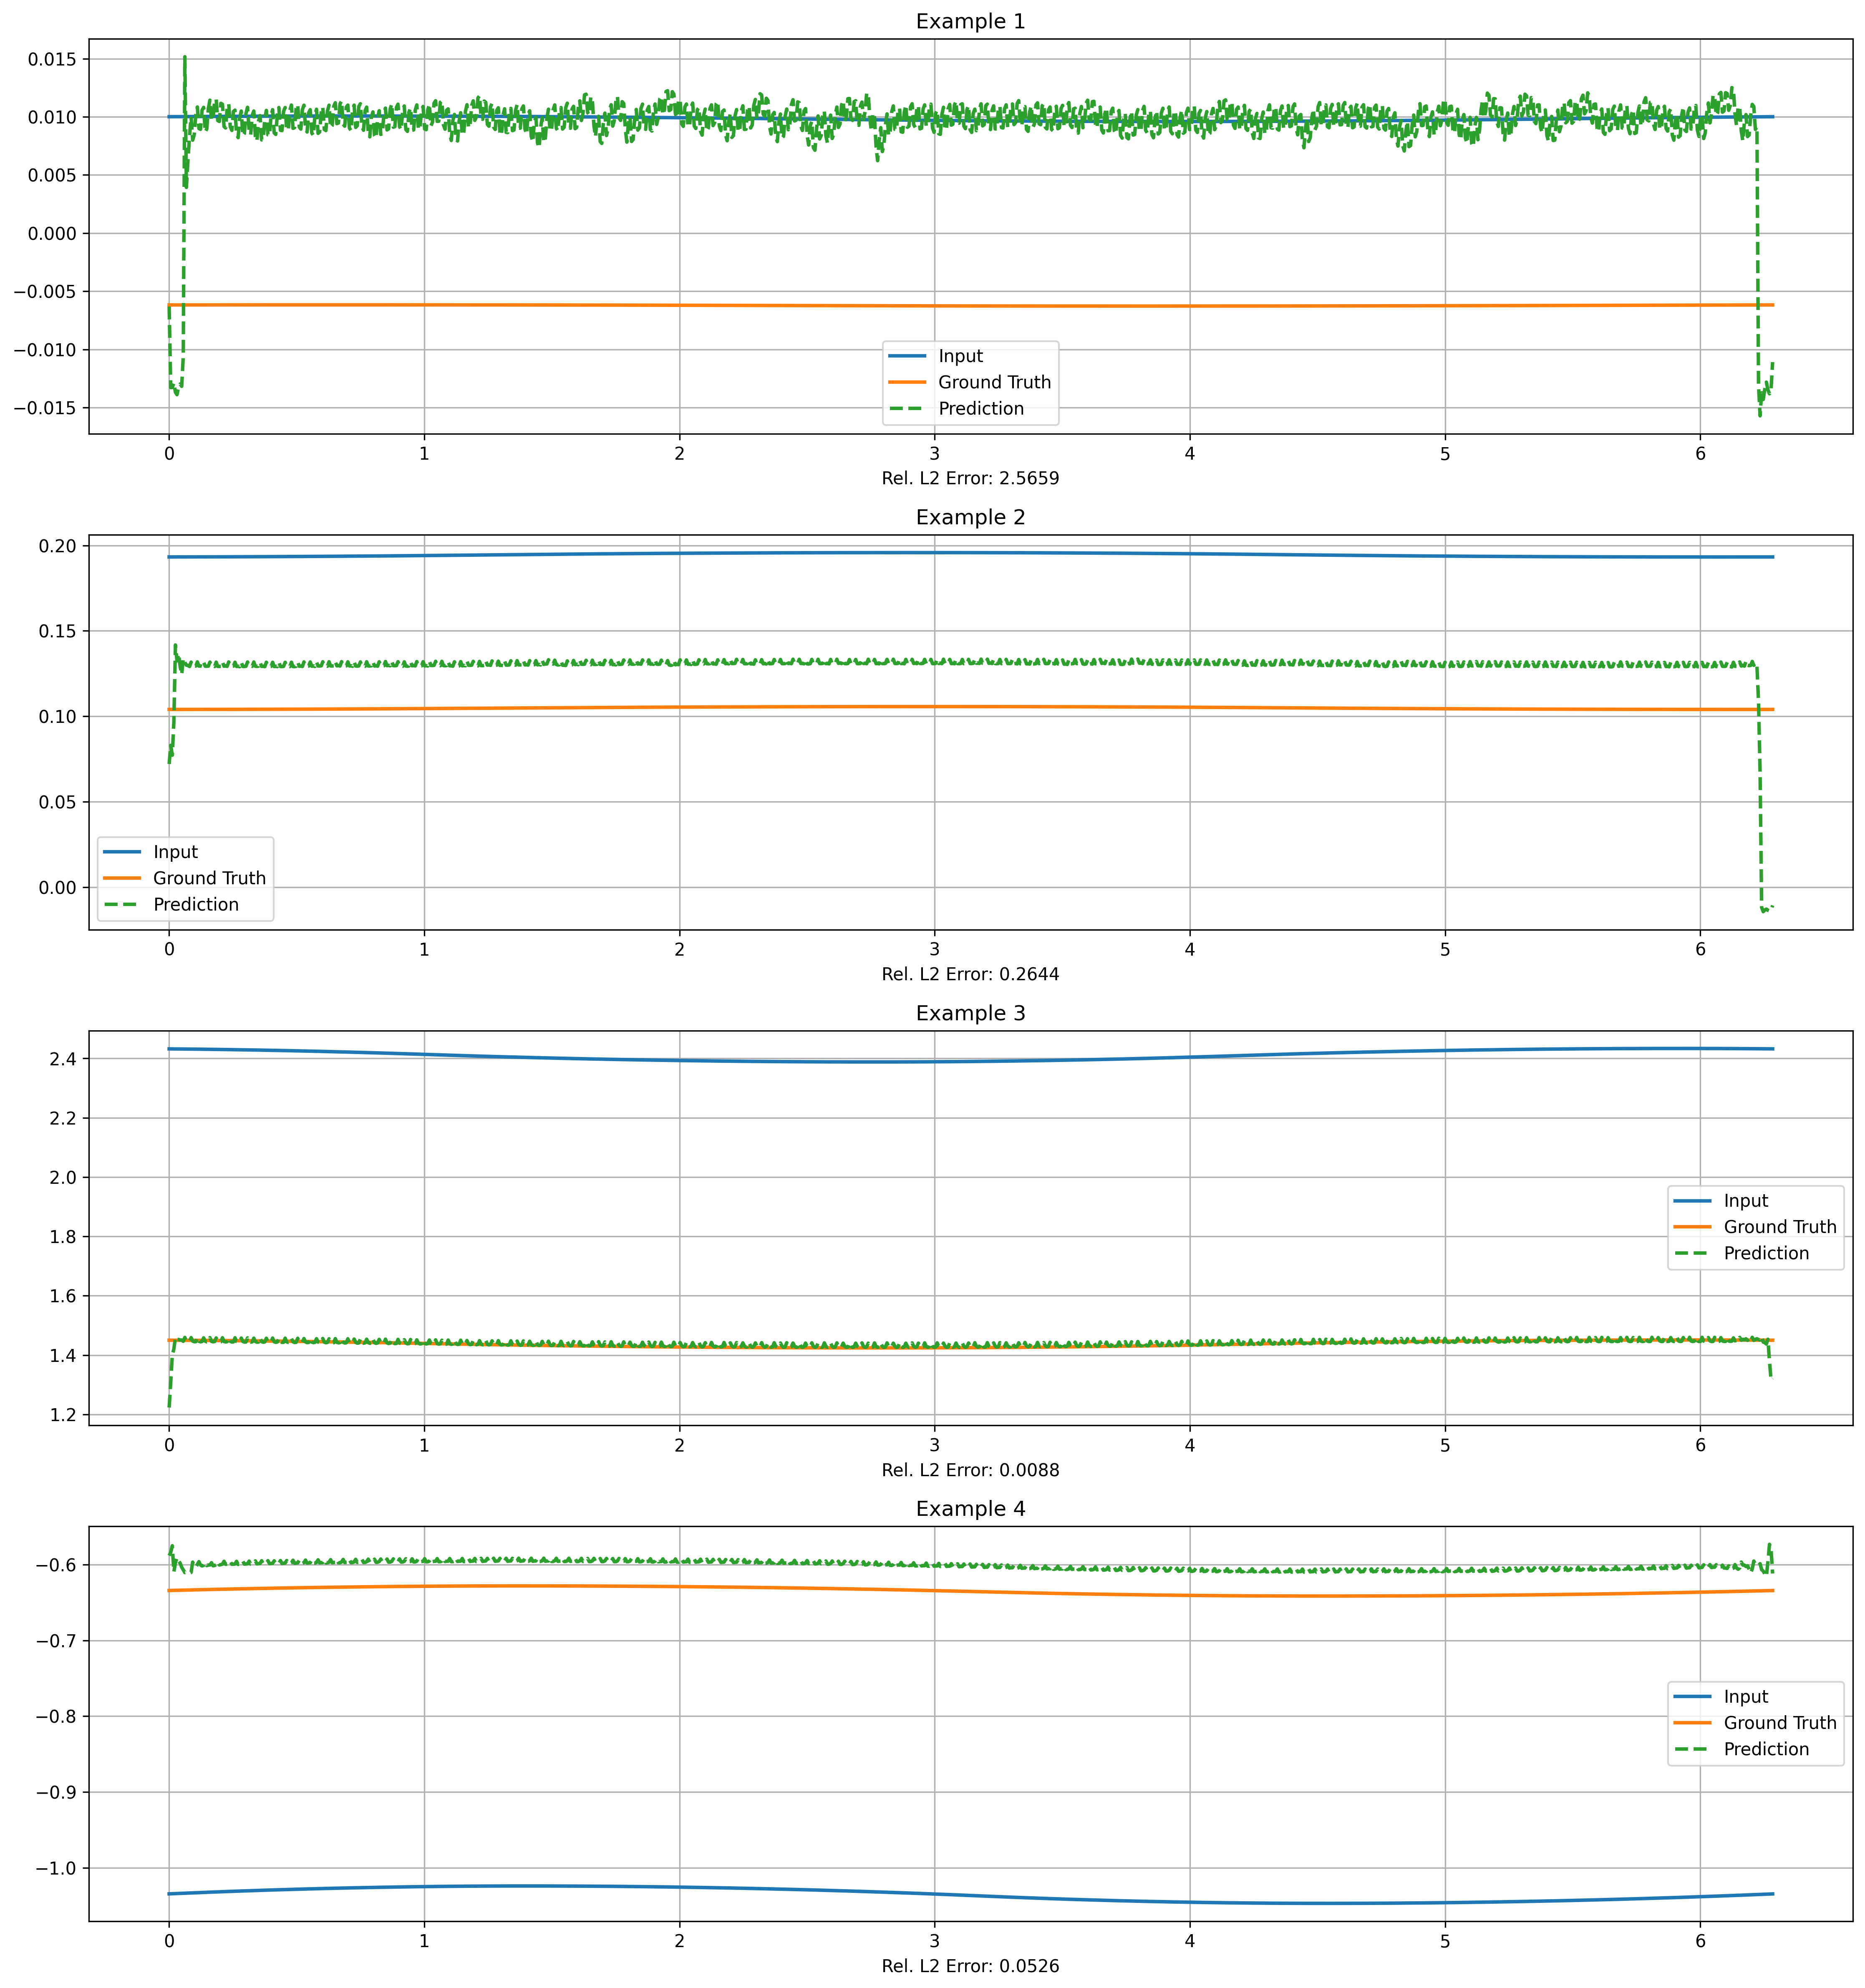 Example 1
0.015
0.010
0.005
0.000
−0.005
−0.010
−0.015
Input
Ground Truth
Prediction
0 1 2 3 4 5 6
Rel. L2 Error: 2.5659
Example 2
0.20
0.15
0.10
0.05
0.00
Input
Ground Truth
Prediction
0 1 2 3 4 5 6
Rel. L2 Error: 0.2644
Example 3
2.4
2.2
2.0
1.8
1.6
1.4
1.2
Input
Ground Truth
Prediction
0 1 2 3 4 5 6
Rel. L2 Error: 0.0088
Example 4
−0.6
−0.7
−0.8
−0.9
−1.0
Input
Ground Truth
Prediction
0 1 2 3 4 5 6
Rel. L2 Error: 0.0526